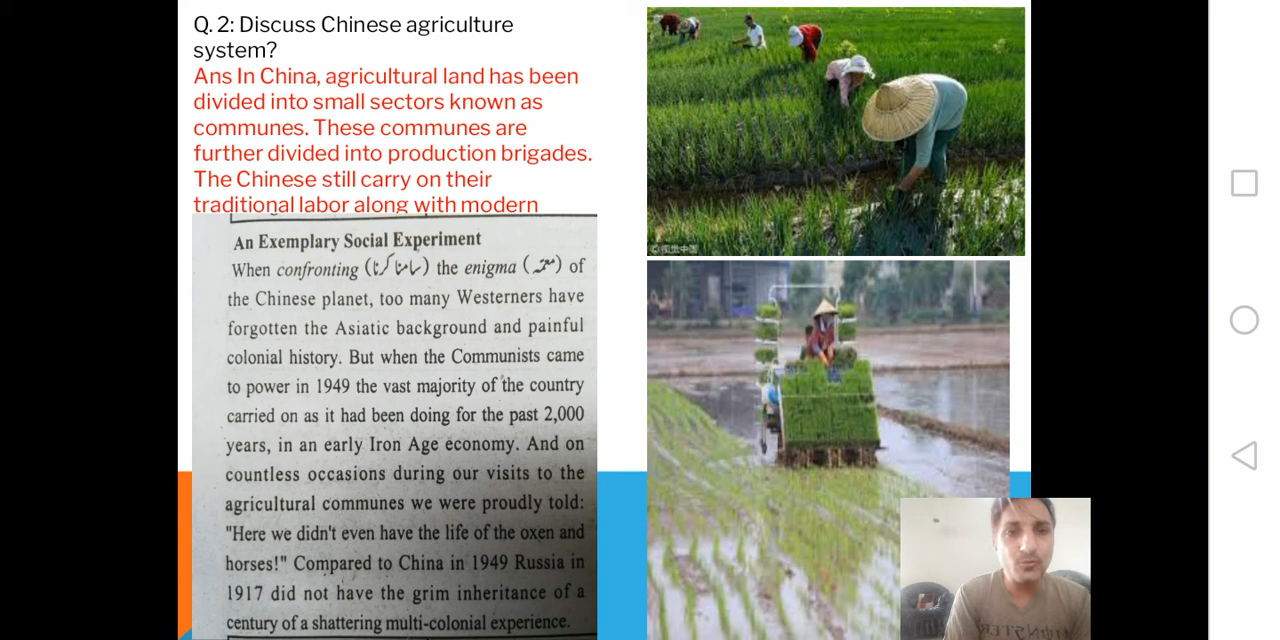 Q. 2: Discuss Chinese agriculture
system?
Ans In China, agricultural land has been
divided into small sectors known as
communes. These communes are
further divided into production brigades.
The Chinese still carry on their
traditional labor along with modern
An Exemplary Social Experiment
When confronting (سامنا کرنا) the enigma (معمہ) of
the Chinese planet, too many Westerners have
forgotten the Asiatic background and painful
colonial history. But when the Communists came
to power in 1949 the vast majority of the country
carried on as it had been doing for the past 2,000
years, in an early Iron Age economy. And on
countless occasions during our visits to the
agricultural communes we were proudly told:
"Here we didn't even have the life of the oxen and
horses!" Compared to China in 1949 Russia in
1917 did not have the grim inheritance of a
century of a shattering multi-colonial experience.